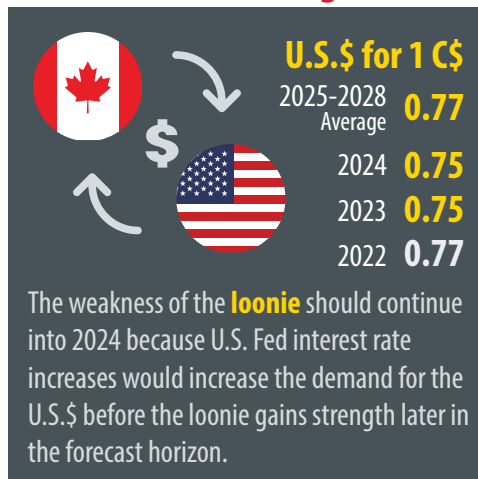 U.S.$ for 1 C$
2025-2028
Average 0.77
$
2024 0.75
2023 0.75
2022 0.77
The weakness of the loonie should continue
into 2024 because U.S. Fed interest rate
increases would increase the demand for the
U.S.$ before the loonie gains strength later in
the forecast horizon.